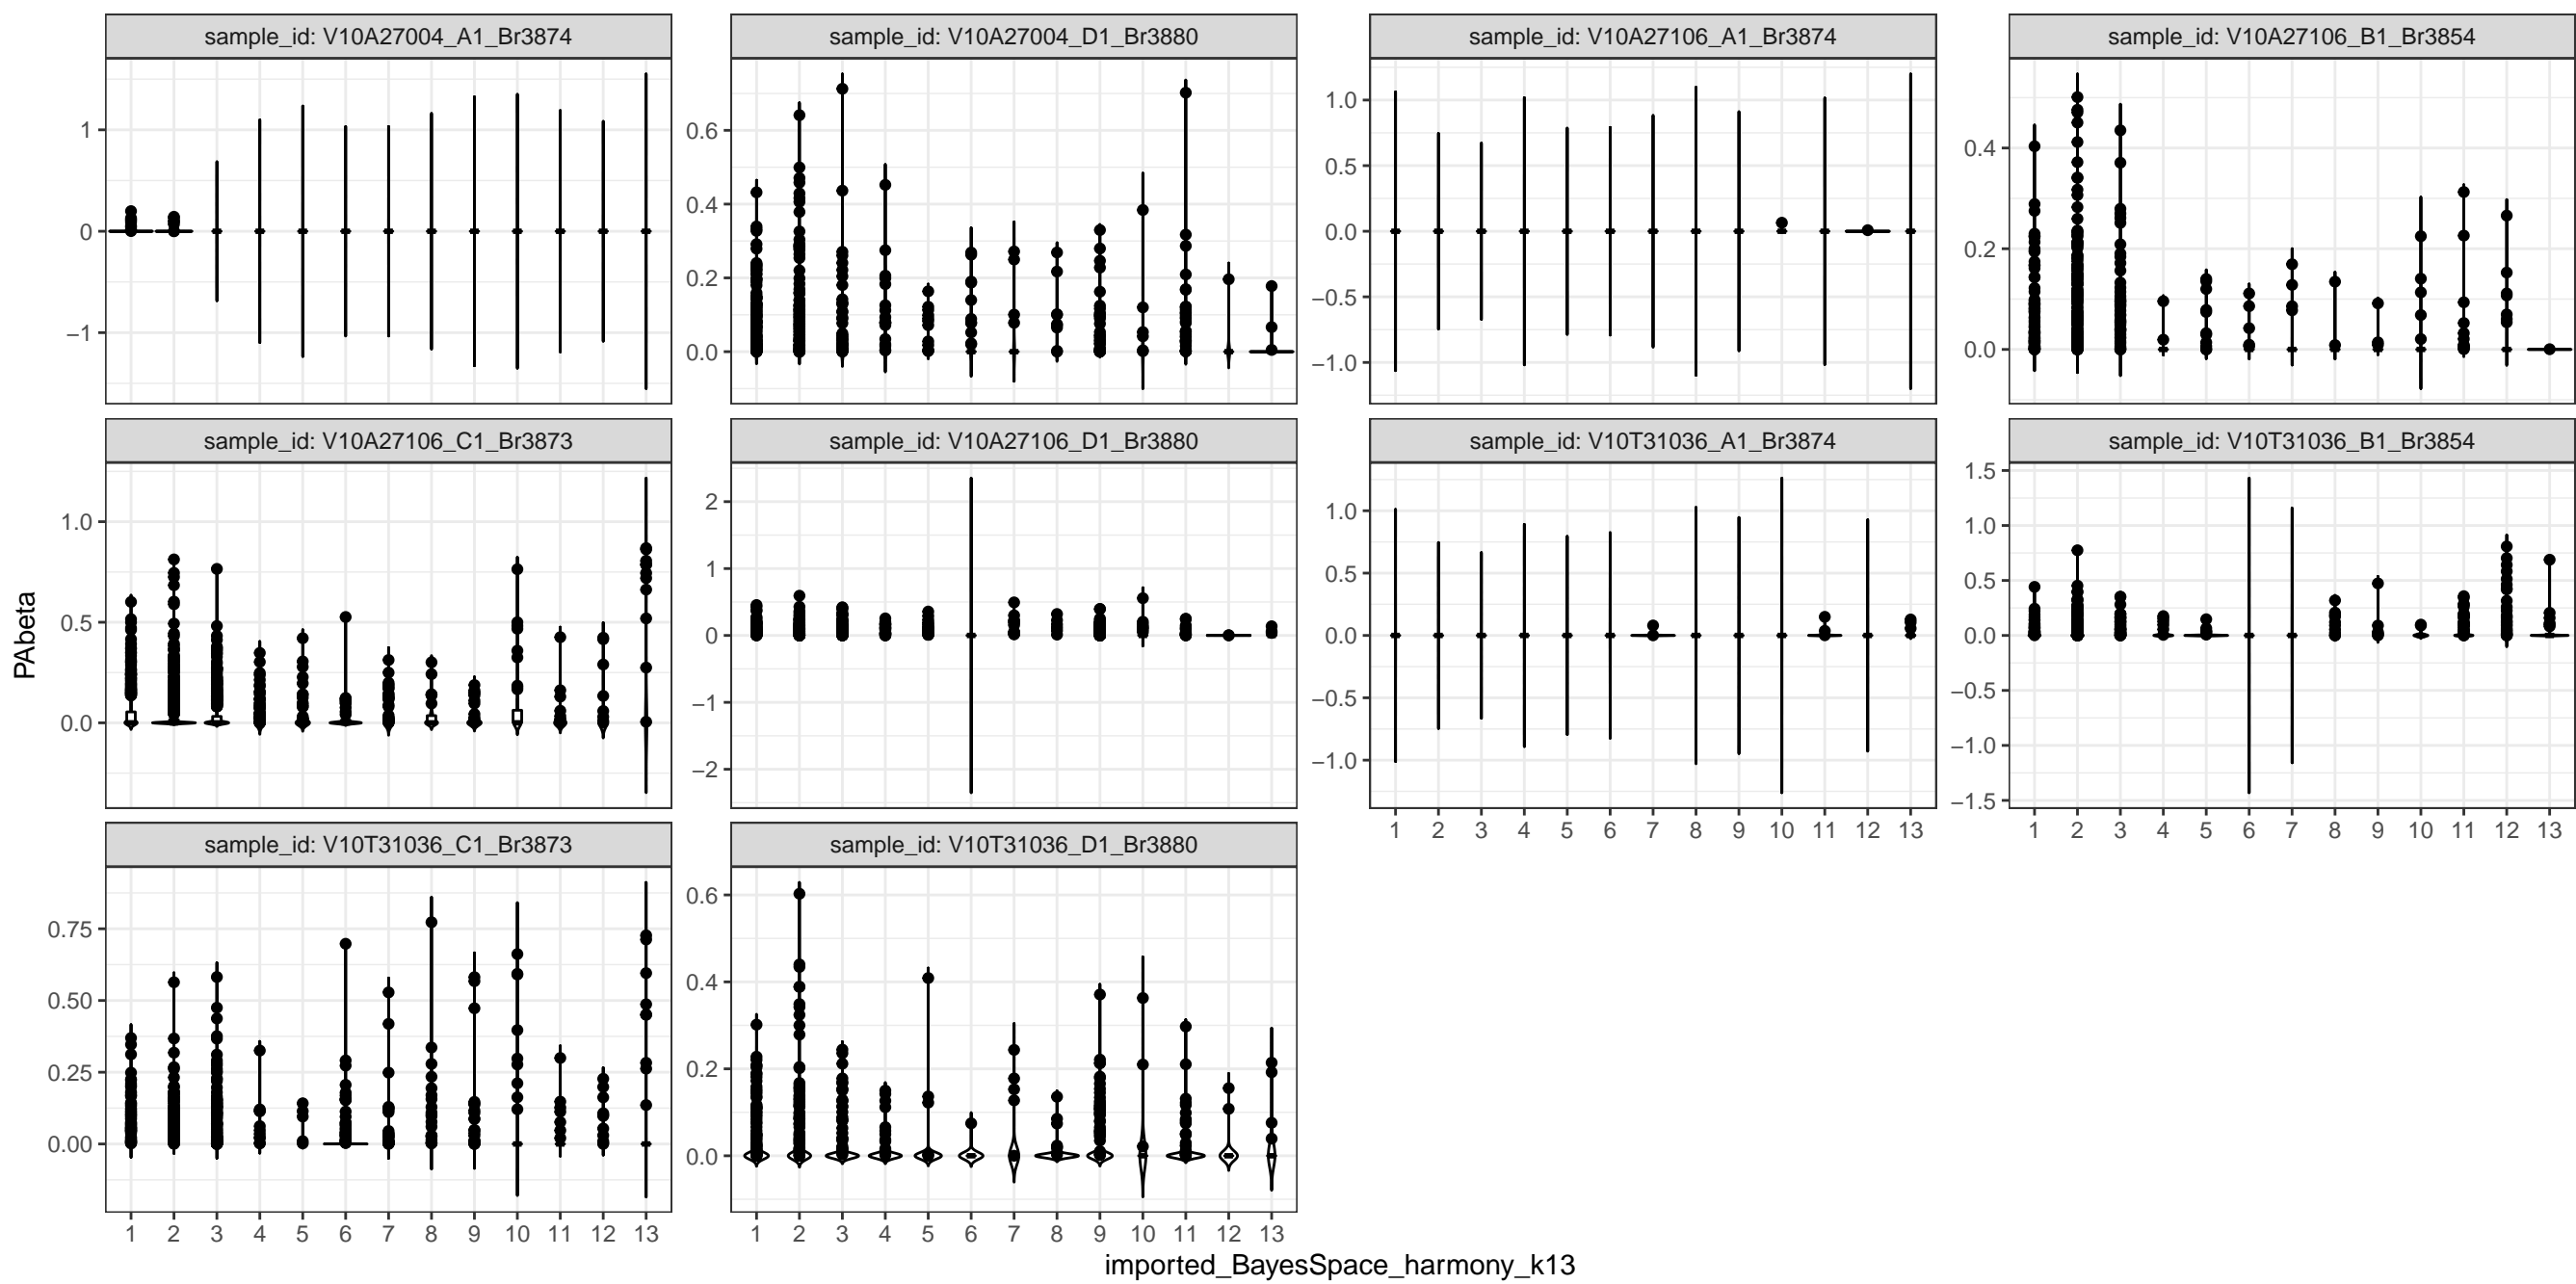 sample_id: V10A27004_A1_Br3874
sample_id: V10A27004_D1_Br3880
sample_id: V10A27106_A1_Br3874
sample_id: V10A27106_B1_Br3854
1
0
−1
0.6
0.4
0.2
0.0
1.0
0.5
0.0
−0.5
−1.0
0.4
0.2
0.0
sample_id: V10A27106_C1_Br3873
sample_id: V10A27106_D1_Br3880
sample_id: V10T31036_A1_Br3874
sample_id: V10T31036_B1_Br3854
1.0
0.5
0.0
2
1
0
−1
−2
1.0
0.5
0.0
−0.5
−1.0
1.5
1.0
0.5
0.0
−0.5
−1.0
−1.5
1 2 3 4 5 6 7 8 9 10 11 12 13
1 2 3 4 5 6 7 8 9 10 11 12 13
sample_id: V10T31036_C1_Br3873
sample_id: V10T31036_D1_Br3880
0.75
0.50
0.25
0.00
0.6
0.4
0.2
0.0
1 2 3 4 5 6 7 8 9 10 11 12 13
1 2 3 4 5 6 7 8 9 10 11 12 13
PAbeta
imported_BayesSpace_harmony_k13